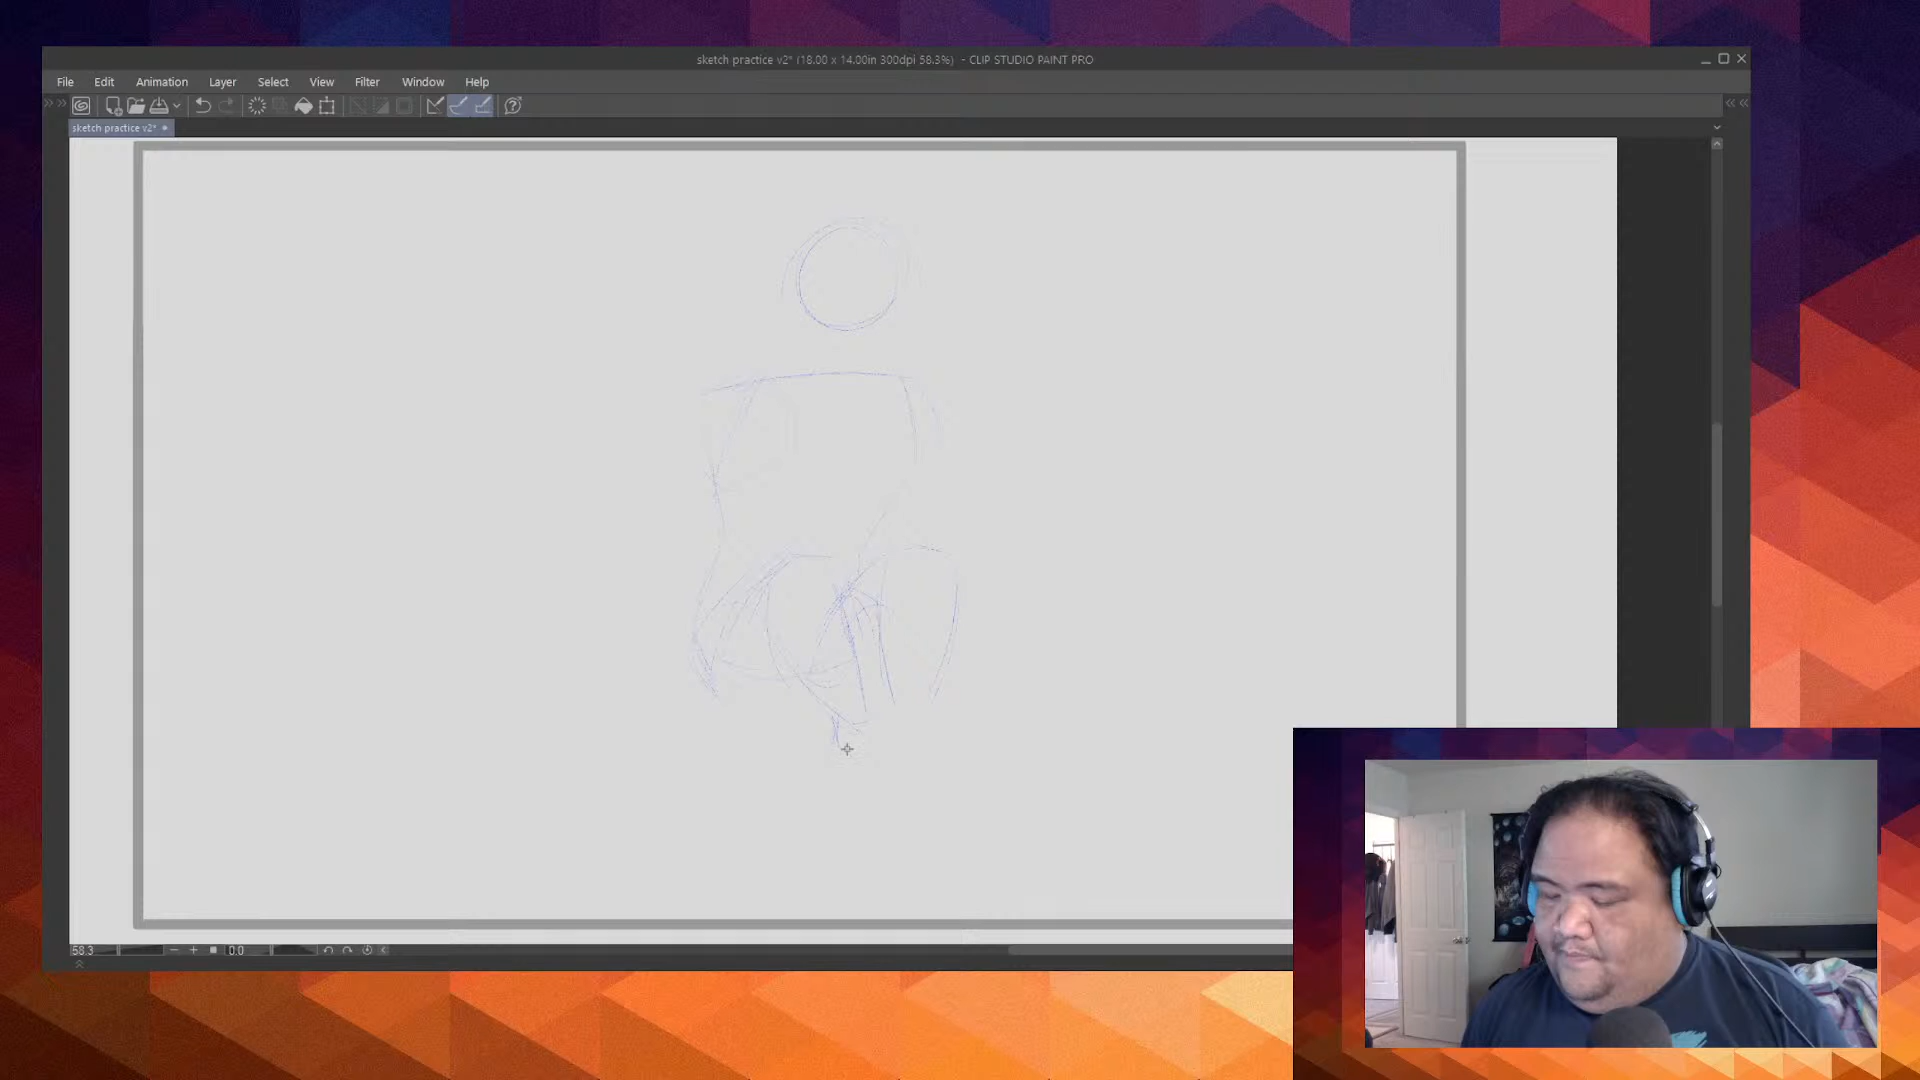 sketch practice v2* (18.00 x 14.00in 300dpi 58.3%) - CLIP STUDIO PAINT PRO
File Edit Animation Layer Select View Filter Window Help
sketch practice v2*
58.3
0.0